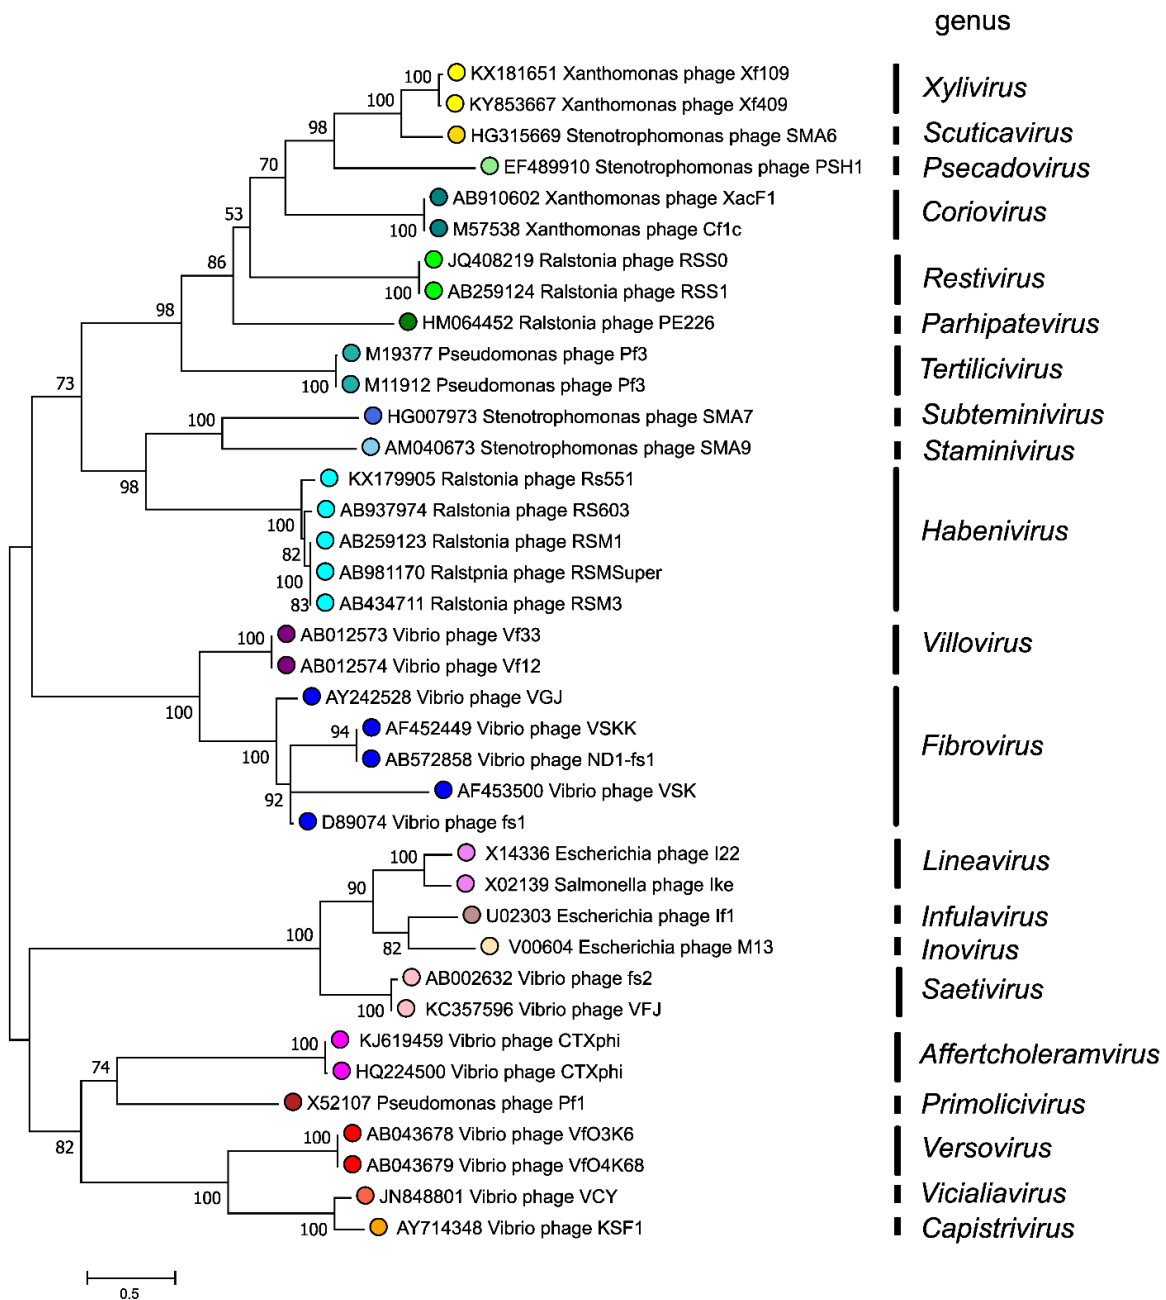 genus
100 KX181651 Xanthomonas phage Xf109 Xylivirus
100 KY853667 Xanthomonas phage Xf409
98 HG315669 Stenotrophomonas phage SMA6 Scuticavirus
70 EF489910 Stenotrophomonas phage PSH1 Psecadovirus
AB910602 Xanthomonas phage XacF1 Coriovirus
53 100 M57538 Xanthomonas phage Cf1c
86 JQ408219 Ralstonia phage RSS0 Restivirus
100 AB259124 Ralstonia phage RSS1
98 HM064452 Ralstonia phage PE226 Parhipatevirus
M19377 Pseudomonas phage Pf3 Tertilicivirus
73 100 M11912 Pseudomonas phage Pf3
100 HG007973 Stenotrophomonas phage SMA7 Subteminivirus
AM040673 Stenotrophomonas phage SMA9 Staminivirus
98 KX179905 Ralstonia phage Rs551 Habenivirus
100 AB937974 Ralstonia phage RS603
82 AB259123 Ralstonia phage RSM1
100 AB981170 Ralstpnia phage RSMSuper
83 AB434711 Ralstonia phage RSM3
100 AB012573 Vibrio phage Vf33 Villovirus
AB012574 Vibrio phage Vf12
100 AY242528 Vibrio phage VGJ Fibrovirus
94 AF452449 Vibrio phage VSKK
100 AB572858 Vibrio phage ND1-fs1
92 AF453500 Vibrio phage VSK
D89074 Vibrio phage fs1
100 X14336 Escherichia phage I22 Lineavirus
90 X02139 Salmonella phage Ike
U02303 Escherichia phage If1 Infulavirus
100 82 V00604 Escherichia phage M13 Inovirus
AB002632 Vibrio phage fs2 Saetivirus
100 KC357596 Vibrio phage VFJ
100 KJ619459 Vibrio phage CTXphi Affertcholeramvirus
74 HQ224500 Vibrio phage CTXphi
X52107 Pseudomonas phage Pf1 Primolicivirus
82 100 AB043678 Vibrio phage VfO3K6 Versovirus
AB043679 Vibrio phage VfO4K68
100 JN848801 Vibrio phage VCY Vicialiavirus
100 AY714348 Vibrio phage KSF1 Capistrivirus
0.5